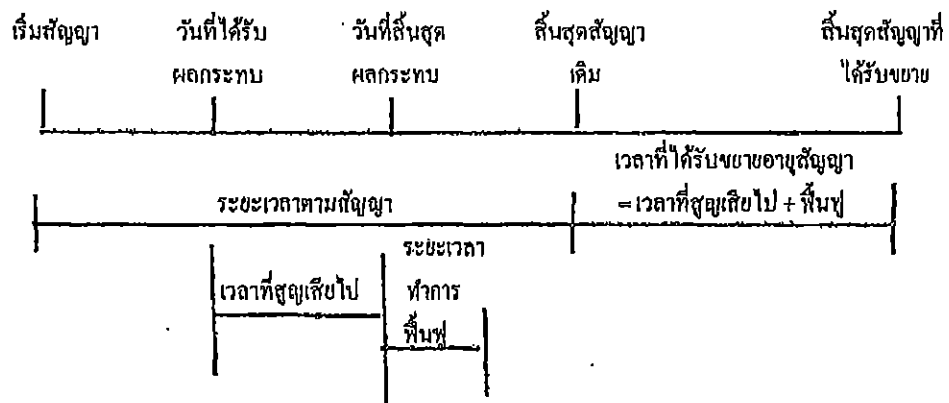 เริ่มสัญญา วันที่ได้รับ วันที่สิ้นสุด สิ้นสุดสัญญา สิ้นสุดสัญญาที่
ผลกระทบ ผลกระทบ เดิม ได้รับขยาย
เวลาที่ได้รับขยายอายุสัญญา
ระยะเวลาตามสัญญา =เวลาที่สูญเสียไป + ฟื้นฟู
ระยะเวลา
เวลาที่สูญเสียไป ทำการ
ฟื้นฟู